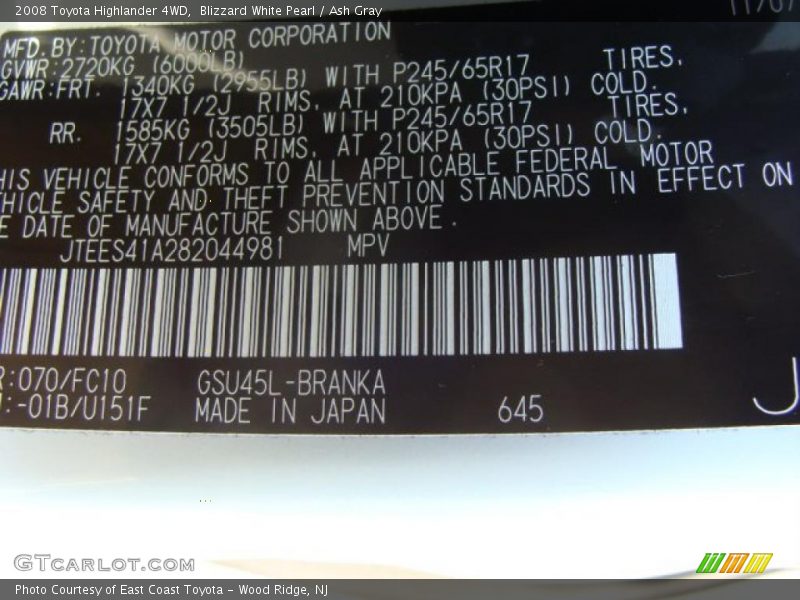 2008 Toyota Highlander 4WD, Blizzard White Pearl / Ash Gray
MFD. BY: TOYOTA MOTOR CORPORATION
GVWR: 2720KG (6000LB)
GAWR: FRT. 1340KG (2955LB) WITH P245/65R17 TIRES,
17X7 1/2J RIMS, AT 210KPA (30PSI) COLD.
RR. 1585KG (3505LB) WITH P245/65R17 TIRES,
17X7 1/2J RIMS, AT 210KPA (30PSI) COLD.
HIS VEHICLE CONFORMS TO ALL APPLICABLE FEDERAL MOTOR
HICLE SAFETY AND THEFT PREVENTION STANDARDS IN EFFECT ON
E DATE OF MANUFACTURE SHOWN ABOVE.
JTEES41A282044981 MPV
R:070/FC10 GSU45L-BRANKA
:-01B/U151F MADE IN JAPAN 645 J
GTCARLOT.COM
Photo Courtesy of East Coast Toyota - Wood Ridge, NJ